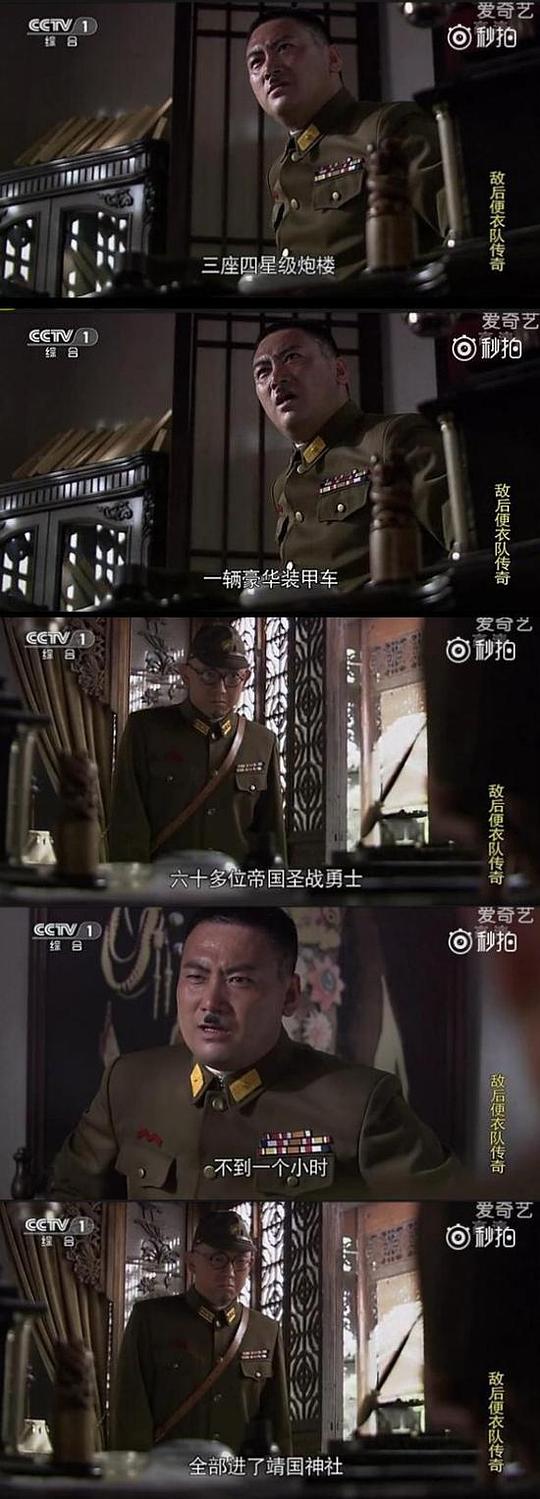 CCTV 1
综合
爱奇艺
秒拍
敌后便衣队传奇
三座四星级炮楼
CCTV 1
综合
爱奇艺
秒拍
敌后便衣队传奇
一辆豪华装甲车
CCTV 1
综合
爱奇艺
秒拍
敌后便衣队传奇
六十多位帝国圣战勇士
CCTV 1
综合
爱奇艺
秒拍
敌后便衣队传奇
不到一个小时
CCTV 1
综合
爱奇艺
秒拍
敌后便衣队传奇
全部进了靖国神社